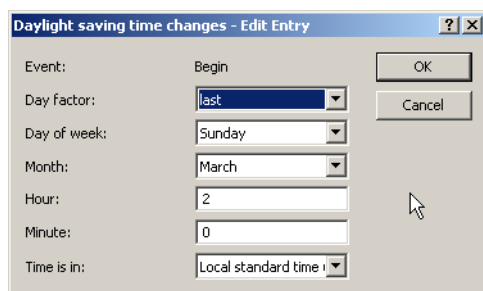 Daylight saving time changes - Edit Entry
Event: Begin
OK
Day factor: last
Cancel
Day of week: Sunday
Month: March
Hour: 2
Minute: 0
Time is in: Local standard time